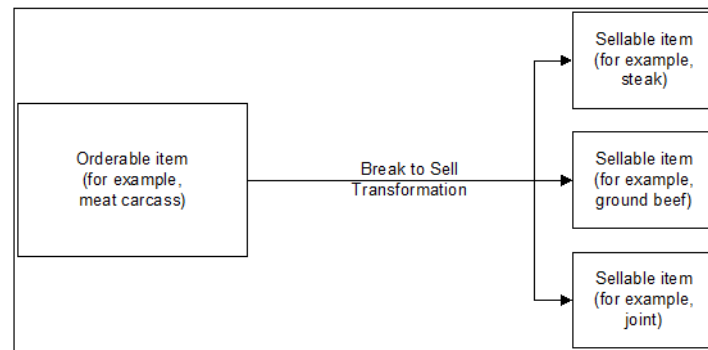 Orderable item
(for example,
meat carcass)
Break to Sell
Transformation
Sellable item
(for example,
steak)
Sellable item
(for example,
ground beef)
Sellable item
(for example,
joint)